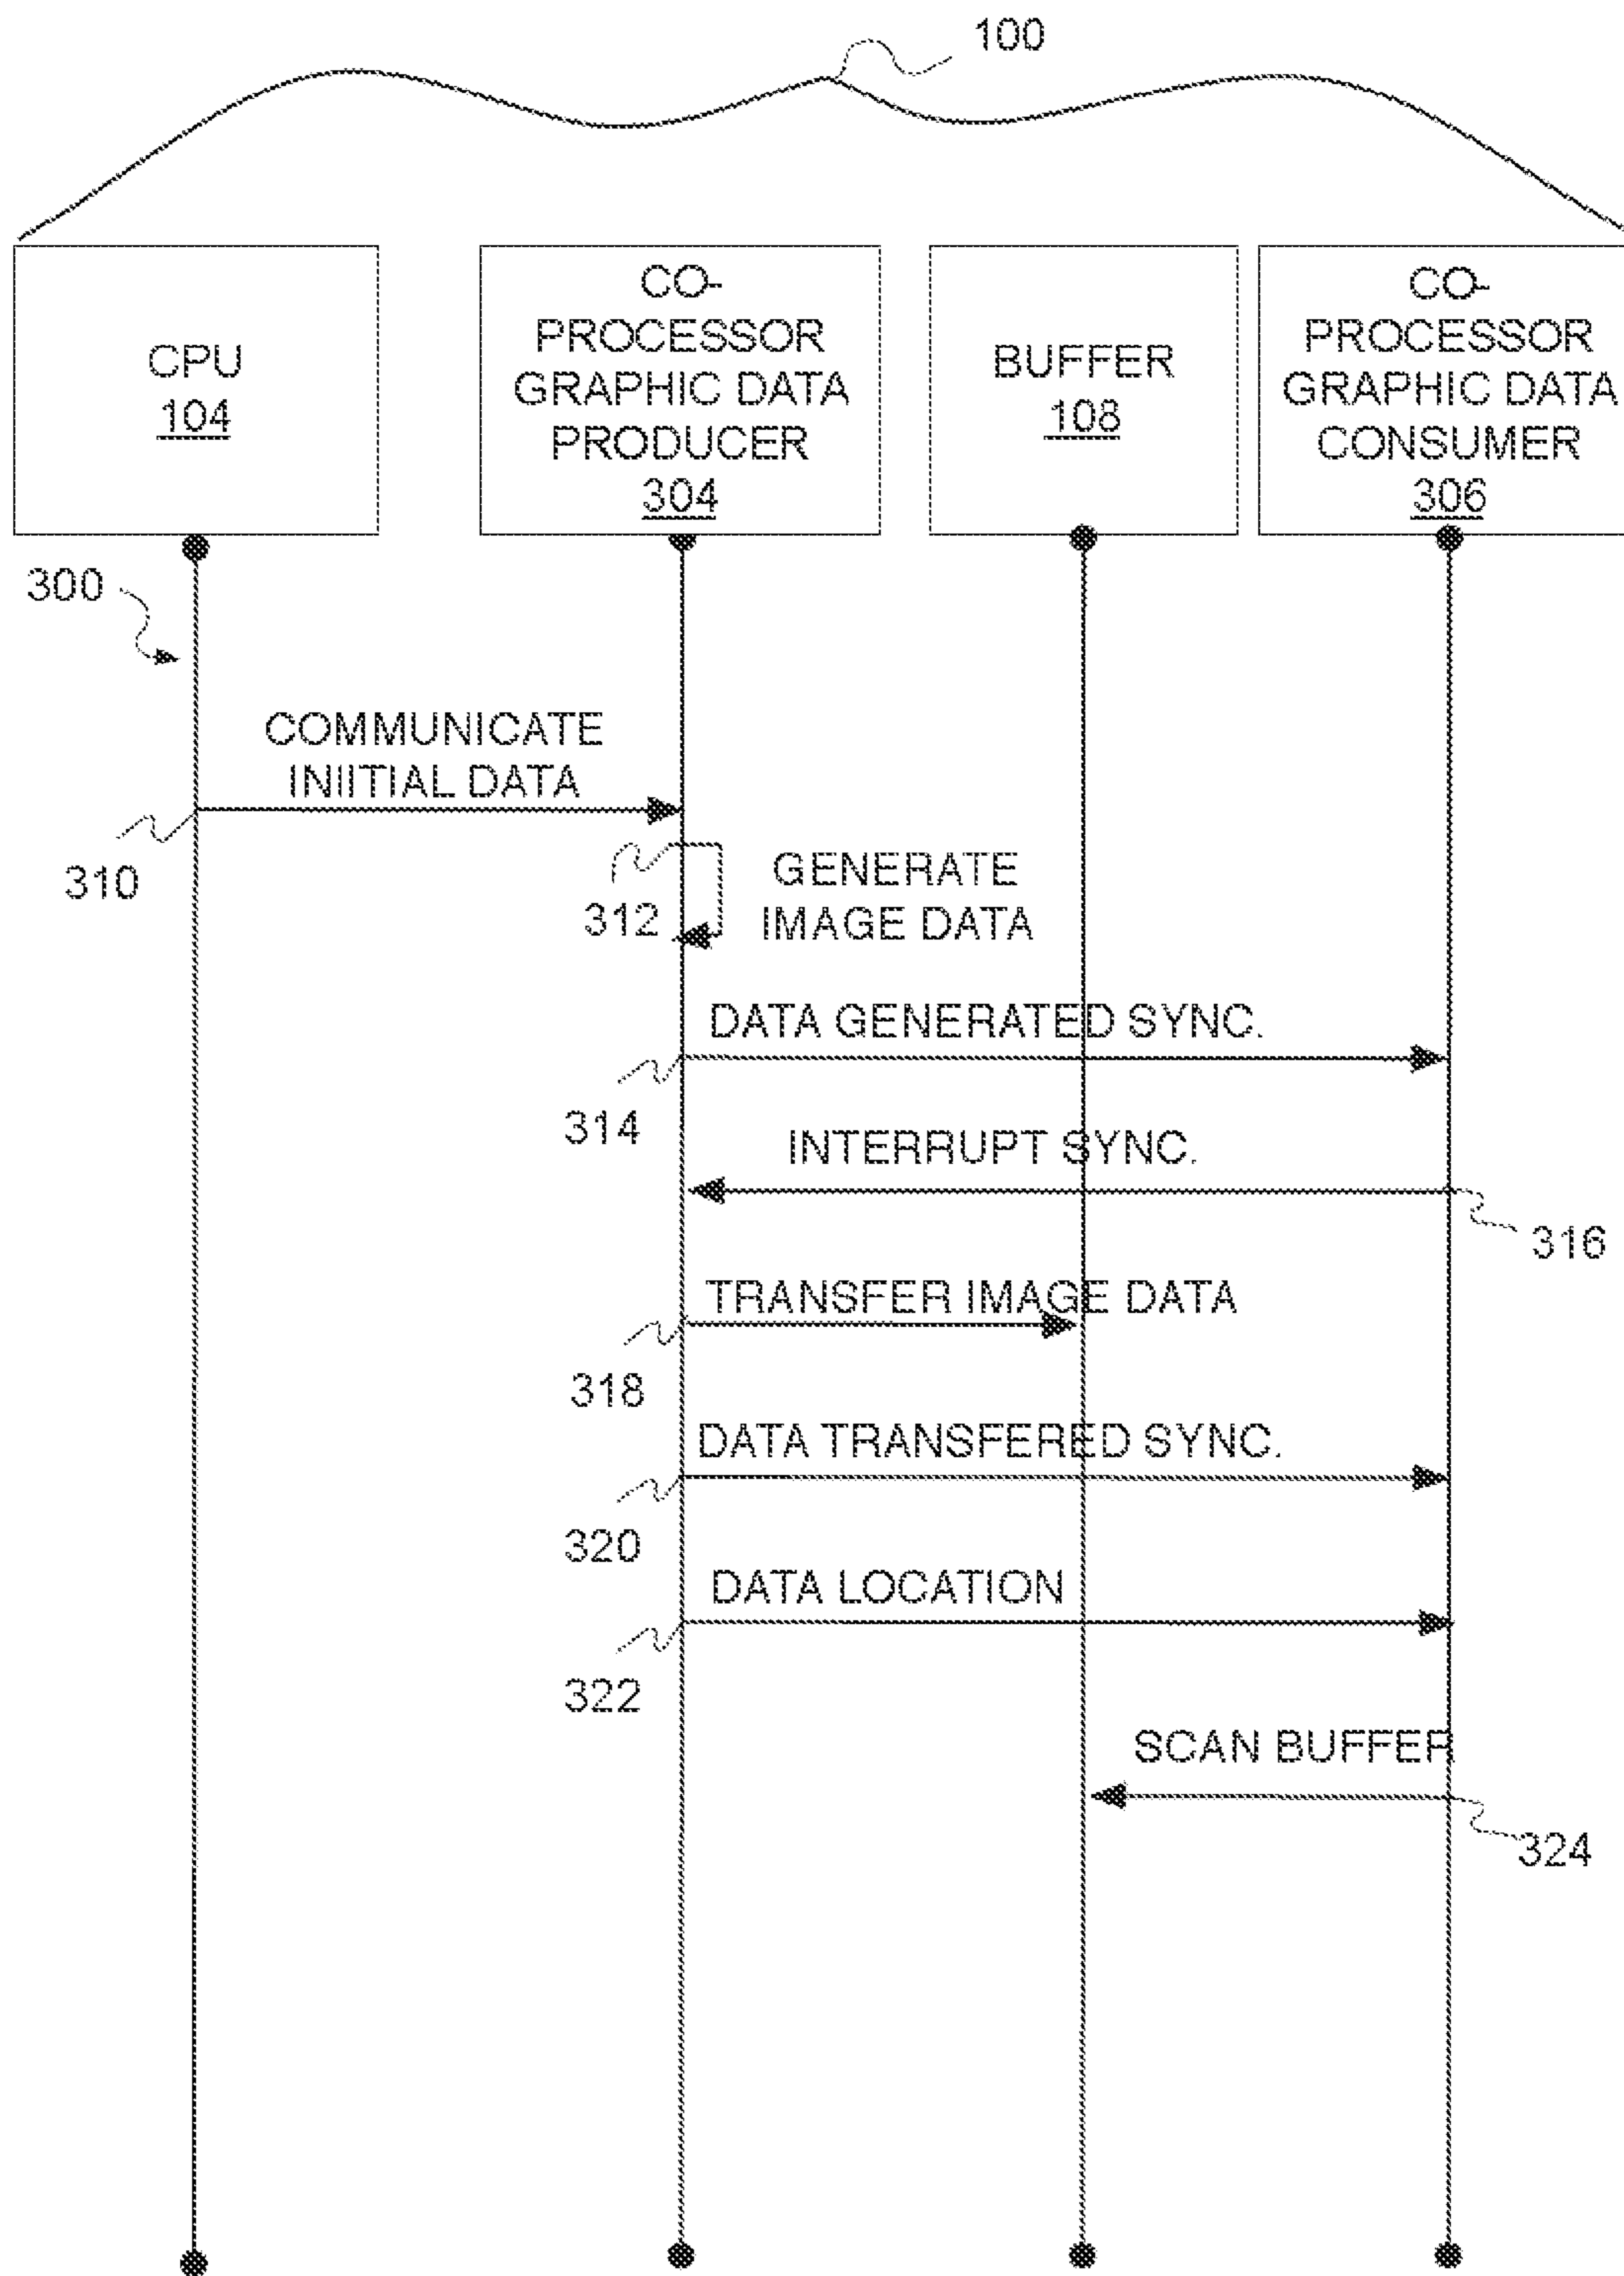 100
CPU
104
CO-
PROCESSOR
GRAPHIC DATA
PRODUCER
304
BUFFER
108
CO-
PROCESSOR
GRAPHIC DATA
CONSUMER
306
300
COMMUNICATE
INIITIAL DATA
310
312
GENERATE
IMAGE DATA
DATA GENERATED SYNC.
314
INTERRUPT SYNC.
316
TRANSFER IMAGE DATA
318
DATA TRANSFERED SYNC.
320
DATA LOCATION
322
SCAN BUFFER
324